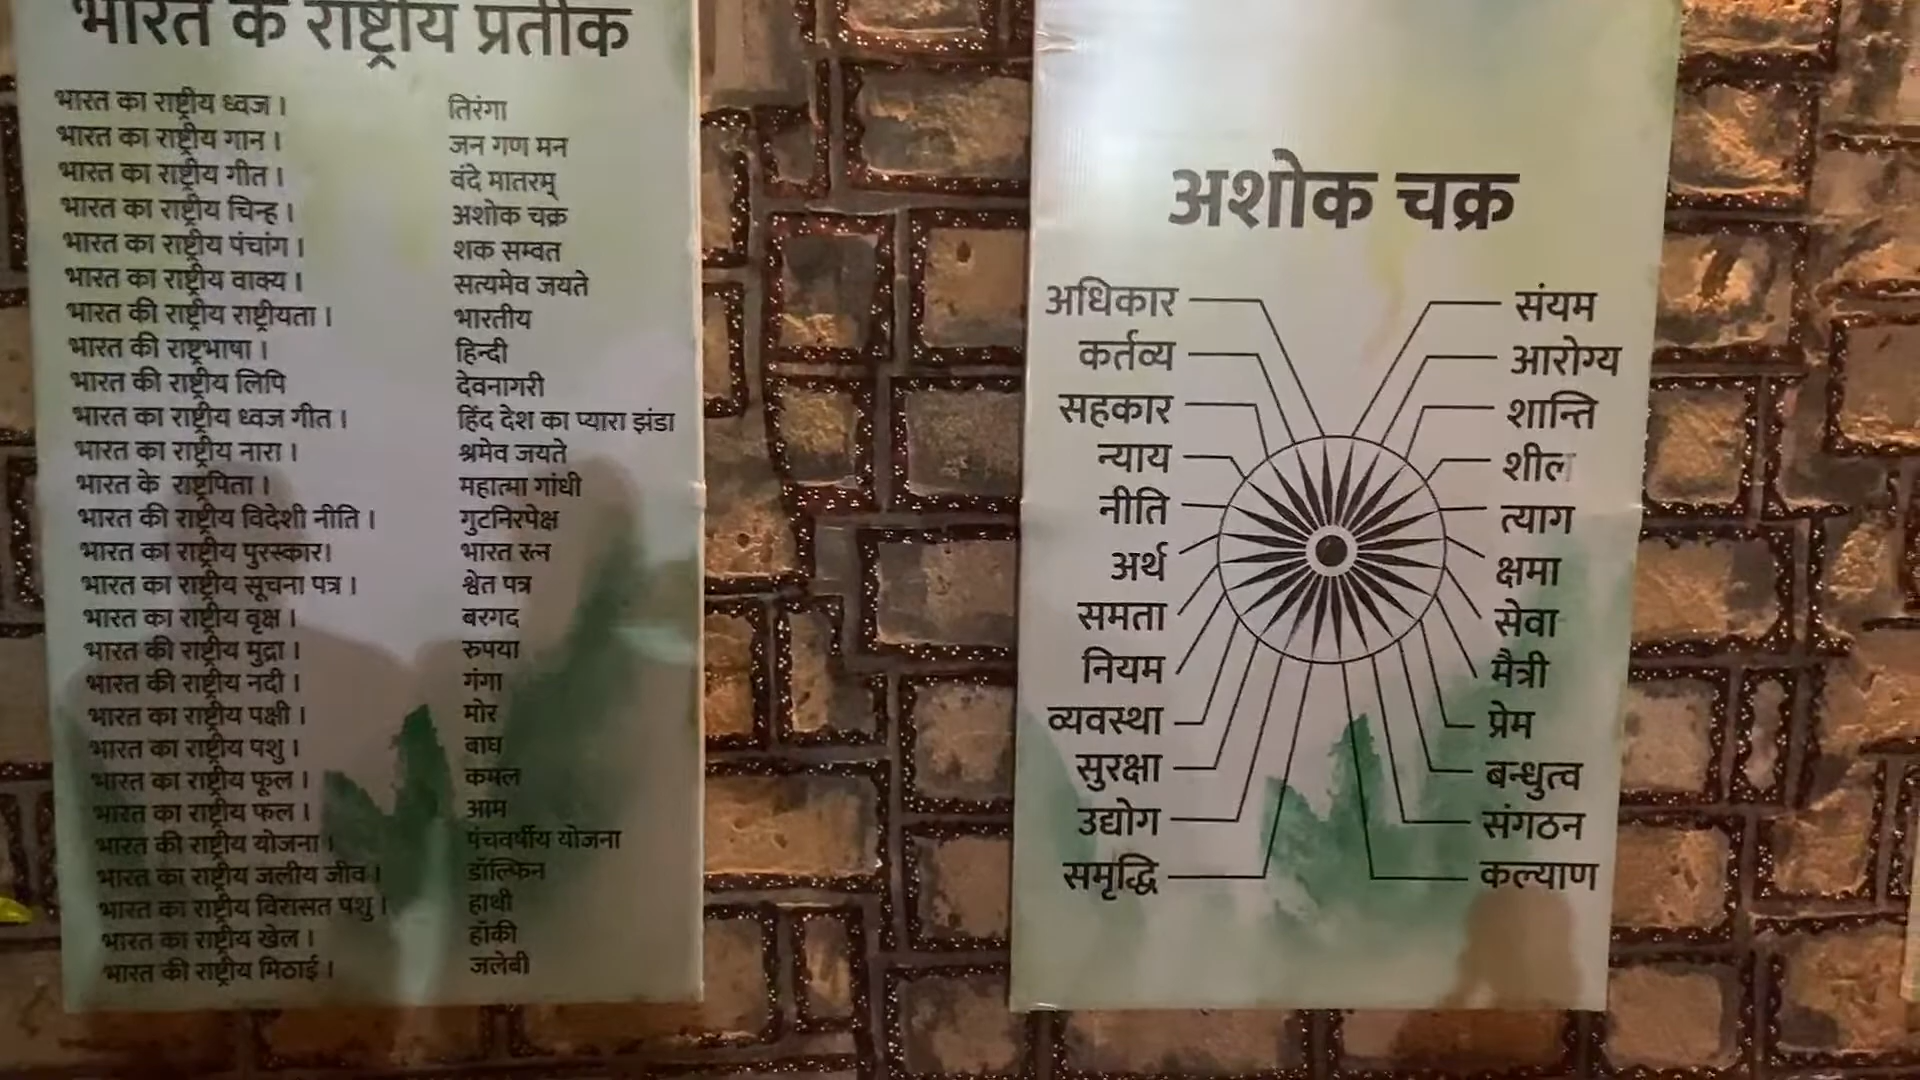 भारत के राष्ट्रीय प्रतीक
भारत का राष्ट्रीय ध्वज । तिरंगा
भारत का राष्ट्रीय गान । जन गण मन
भारत का राष्ट्रीय गीत । वंदे मातरम्
भारत का राष्ट्रीय चिन्ह । अशोक चक्र
भारत का राष्ट्रीय पंचांग । शक सम्वत
भारत का राष्ट्रीय वाक्य । सत्यमेव जयते
भारत की राष्ट्रीय राष्ट्रीयता । भारतीय
भारत की राष्ट्रभाषा । हिन्दी
भारत की राष्ट्रीय लिपि देवनागरी
भारत का राष्ट्रीय ध्वज गीत । हिंद देश का प्यारा झंडा
भारत का राष्ट्रीय नारा । श्रमेव जयते
भारत के राष्ट्रपिता । महात्मा गांधी
भारत की राष्ट्रीय विदेशी नीति । गुटनिरपेक्ष
भारत का राष्ट्रीय पुरस्कार। भारत रत्न
भारत का राष्ट्रीय सूचना पत्र । श्वेत पत्र
भारत का राष्ट्रीय वृक्ष । बरगद
भारत की राष्ट्रीय मुद्रा । रुपया
भारत की राष्ट्रीय नदी । गंगा
भारत का राष्ट्रीय पक्षी । मोर
भारत का राष्ट्रीय पशु । बाघ
भारत का राष्ट्रीय फूल । कमल
भारत का राष्ट्रीय फल । आम
भारत की राष्ट्रीय योजना । पंचवर्षीय योजना
भारत का राष्ट्रीय जलीय जीव । डॉल्फिन
भारत का राष्ट्रीय विरासत पशु । हाथी
भारत का राष्ट्रीय खेल । हॉकी
भारत की राष्ट्रीय मिठाई । जलेबी
अशोक चक्र
अधिकार
कर्तव्य
सहकार
न्याय
नीति
अर्थ
समता
नियम
व्यवस्था
सुरक्षा
उद्योग
समृद्धि
संयम
आरोग्य
शान्ति
शील
त्याग
क्षमा
सेवा
मैत्री
प्रेम
बन्धुत्व
संगठन
कल्याण